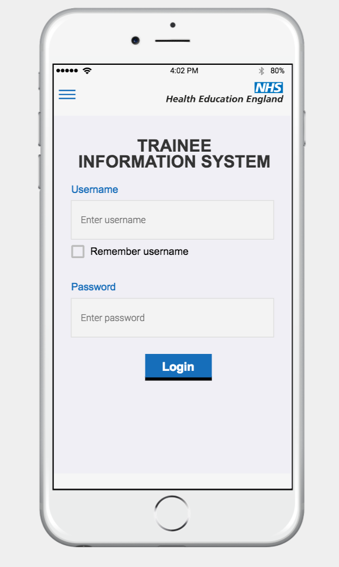 4:02 PM
80%
NHS
Health Education England
TRAINEE
INFORMATION SYSTEM
Username
Enter username
Remember username
Password
Enter password
Login